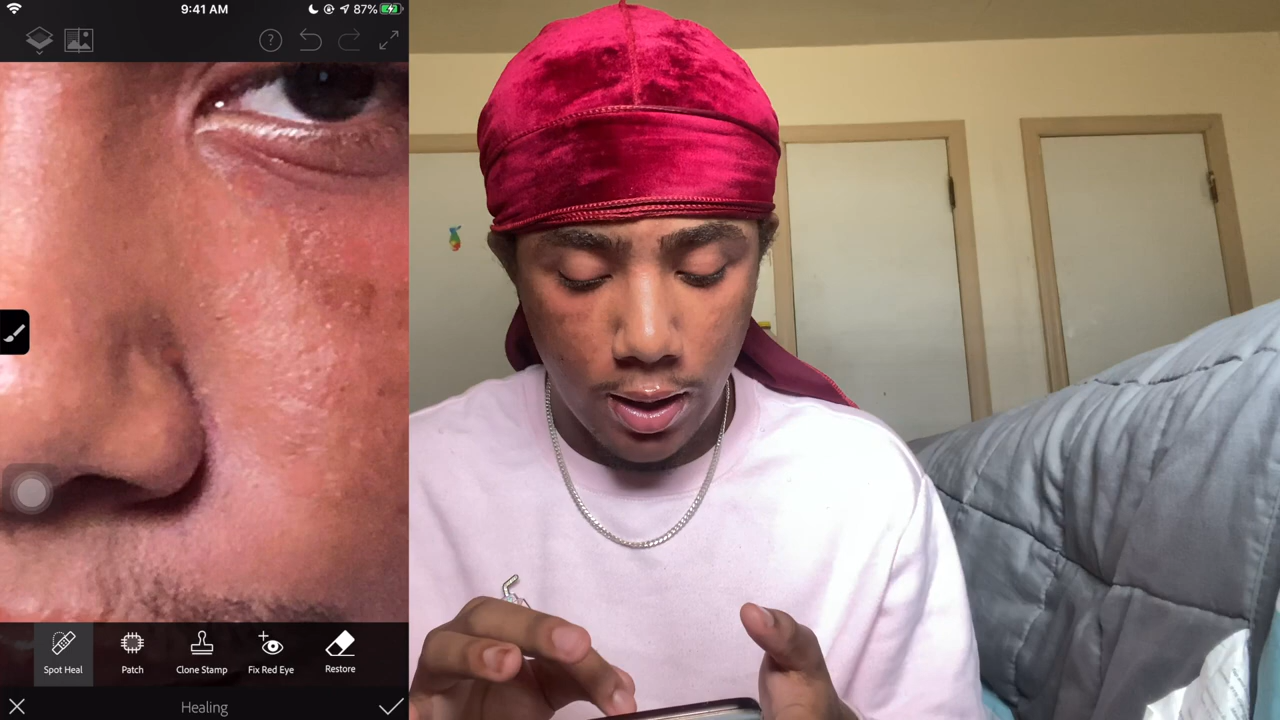 9:41 AM
87%
?
Spot Heal
Patch
Clone Stamp
Fix Red Eye
Restore
Healing